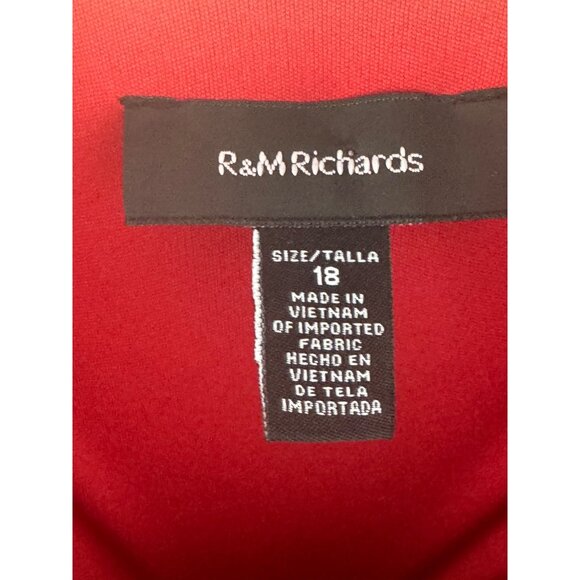 R&M Richards
SIZE/TALLA
18
MADE IN
VIETNAM
OF IMPORTED
FABRIC
HECHO EN
VIETNAM
DE TELA
IMPORTADA